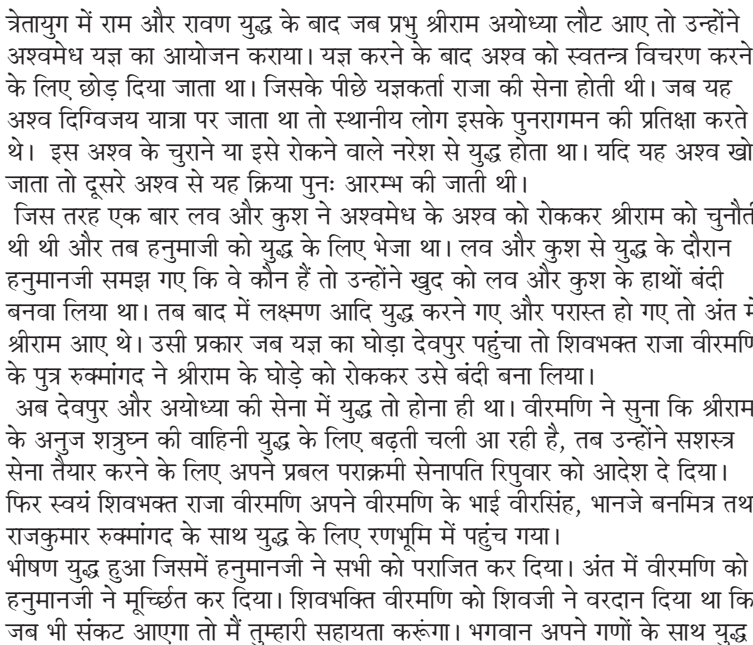 त्रेतायुग में राम और रावण युद्ध के बाद जब प्रभु श्रीराम अयोध्या लौट आए तो उन्होंने
अश्वमेध यज्ञ का आयोजन कराया। यज्ञ करने के बाद अश्व को स्वतन्त्र विचरण करने
के लिए छोड़ दिया जाता था। जिसके पीछे यज्ञकर्ता राजा की सेना होती थी। जब यह
अश्व दिग्विजय यात्रा पर जाता था तो स्थानीय लोग इसके पुनरागमन की प्रतिक्षा करते
थे। इस अश्व के चुराने या इसे रोकने वाले नरेश से युद्ध होता था। यदि यह अश्व खो
जाता तो दूसरे अश्व से यह क्रिया पुनः आरम्भ की जाती थी।
जिस तरह एक बार लव और कुश ने अश्वमेध के अश्व को रोककर श्रीराम को चुनौती
थी थी और तब हनुमाजी को युद्ध के लिए भेजा था। लव और कुश से युद्ध के दौरान
हनुमानजी समझ गए कि वे कौन हैं तो उन्होंने खुद को लव और कुश के हाथों बंदी
बनवा लिया था। तब बाद में लक्ष्मण आदि युद्ध करने गए और परास्त हो गए तो अंत में
श्रीराम आए थे। उसी प्रकार जब यज्ञ का घोड़ा देवपुर पहुंचा तो शिवभक्त राजा वीरमणि
के पुत्र रुक्मांगद ने श्रीराम के घोड़े को रोककर उसे बंदी बना लिया।
अब देवपुर और अयोध्या की सेना में युद्ध तो होना ही था। वीरमणि ने सुना कि श्रीराम
के अनुज शत्रुघ्न की वाहिनी युद्ध के लिए बढ़ती चली आ रही है, तब उन्होंने सशस्त्र
सेना तैयार करने के लिए अपने प्रबल पराक्रमी सेनापति रिपुवार को आदेश दे दिया।
फिर स्वयं शिवभक्त राजा वीरमणि अपने वीरमणि के भाई वीरसिंह, भानजे बनमित्र तथ
राजकुमार रुक्मांगद के साथ युद्ध के लिए रणभूमि में पहुंच गया।
भीषण युद्ध हुआ जिसमें हनुमानजी ने सभी को पराजित कर दिया। अंत में वीरमणि को
हनुमानजी ने मूर्च्छित कर दिया। शिवभक्ति वीरमणि को शिवजी ने वरदान दिया था कि
जब भी संकट आएगा तो मैं तुम्हारी सहायता करूंगा। भगवान अपने गणों के साथ युद्ध